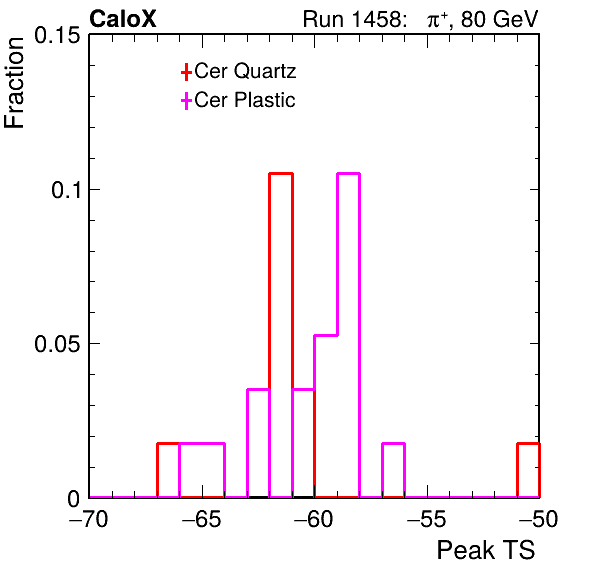 CaloX Run 1458: π⁺, 80 GeV
Fraction
0.15
Cer Quartz
Cer Plastic
0.1
0.05
0
−70 −65 −60 −55 −50
Peak TS